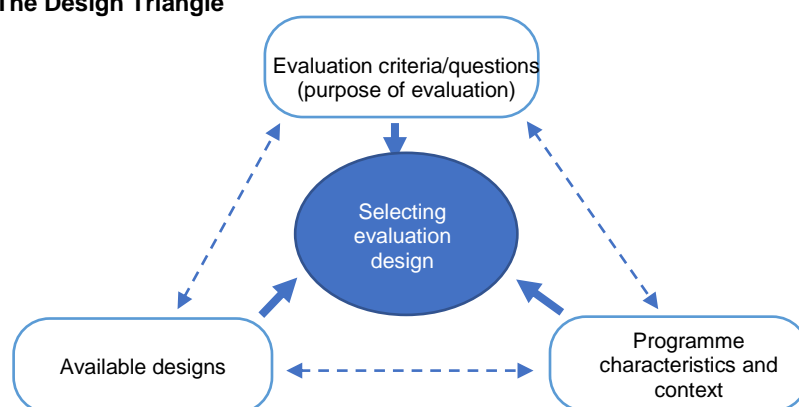 The Design Triangle
Evaluation criteria/questions
(purpose of evaluation)
Selecting
evaluation
design
Available designs
Programme
characteristics and
context